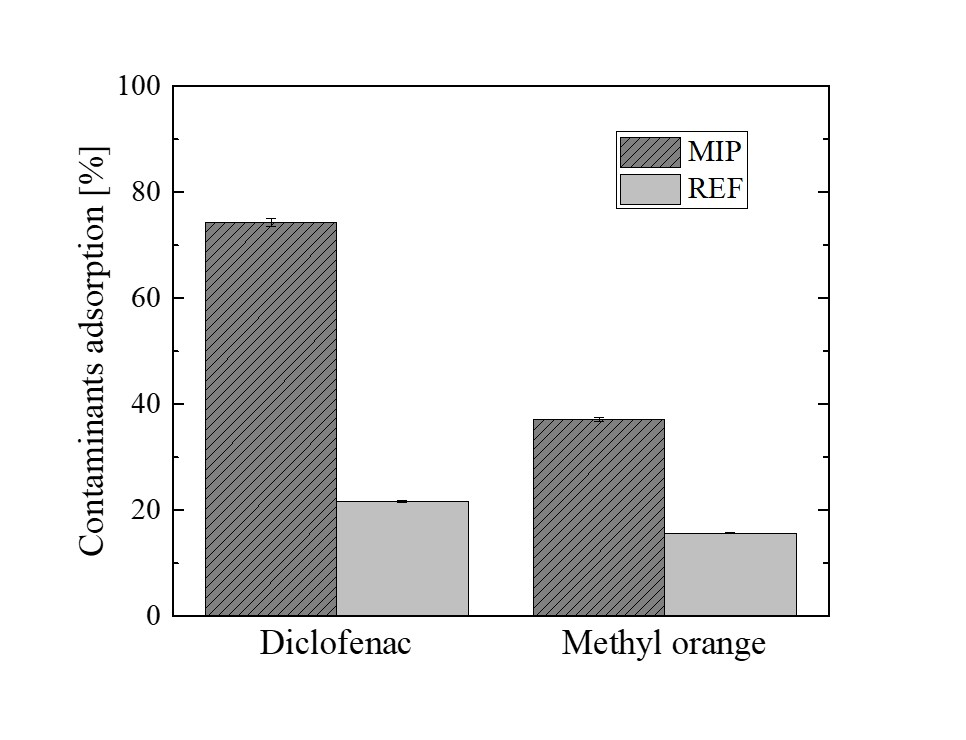 100
80
60
40
20
0
Contaminants adsorption [%]
MIP
REF
Diclofenac
Methyl orange